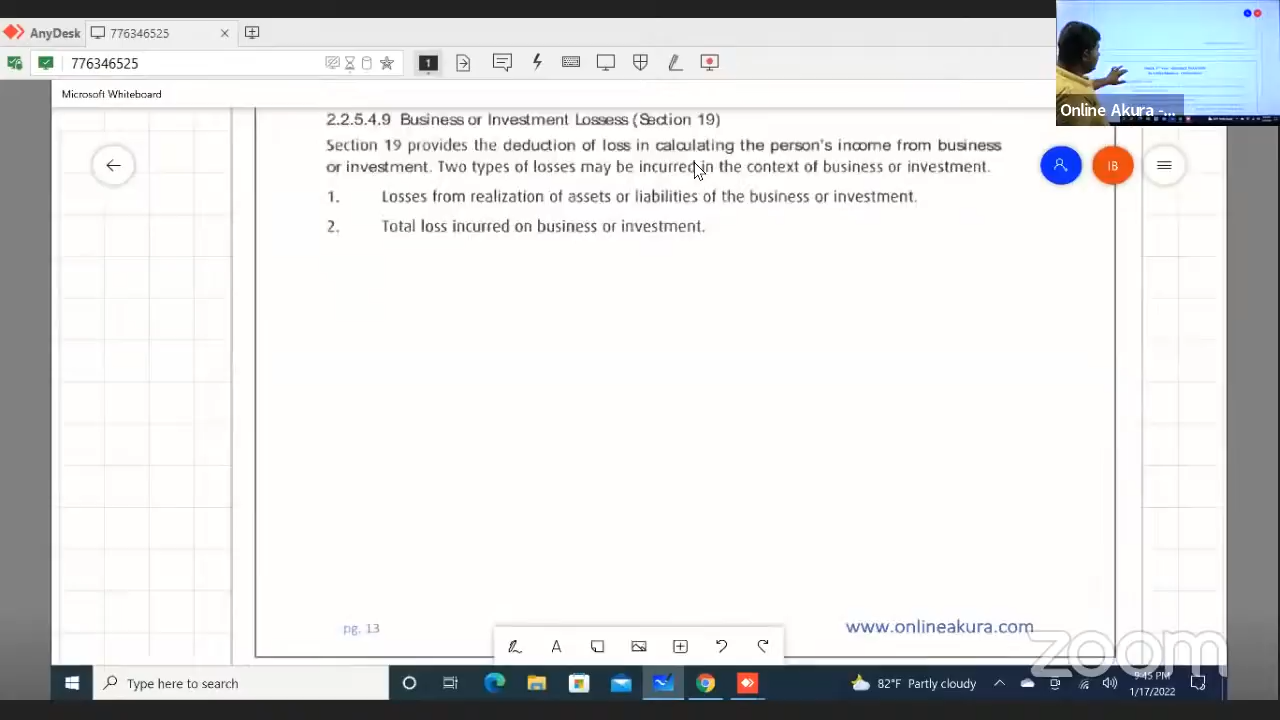 AnyDesk
776346525
776346525
1
Microsoft Whiteboard
Online Akura -...
IB
2.2.5.4.9 Business or Investment Lossess (Section 19)
Section 19 provides the deduction of loss in calculating the person's income from business
or investment. Two types of losses may be incurred in the context of business or investment.
1. Losses from realization of assets or liabilities of the business or investment.
2. Total loss incurred on business or investment.
pg. 13
www.onlineakura.com
zoom
Type here to search
82°F Partly cloudy
9:45 PM
1/17/2022